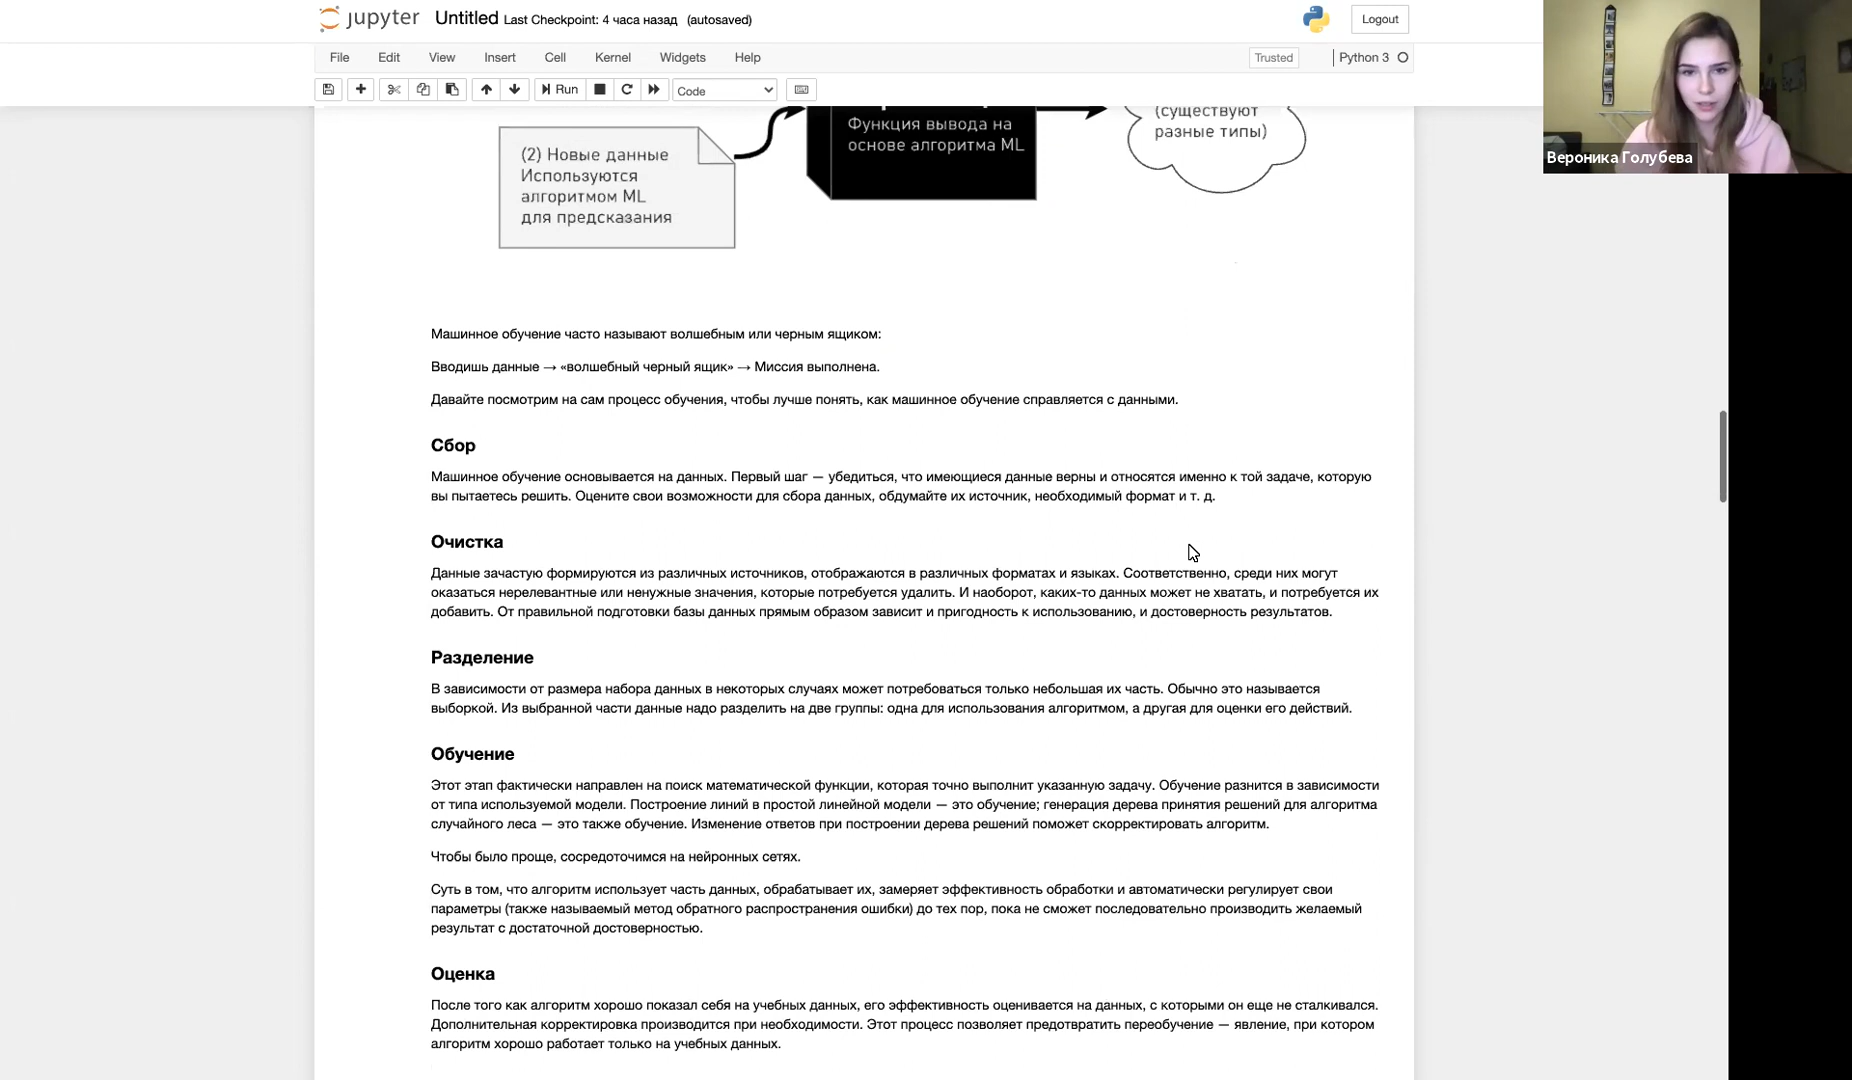 jupyter Untitled Last Checkpoint: 4 часа назад (autosaved)
Logout
File Edit View Insert Cell Kernel Widgets Help
Trusted
Python 3
Run
Code
Вероника Голубева
(2) Новые данные
Используются
алгоритмом ML
для предсказания
Функция вывода на
основе алгоритма ML
(существуют
разные типы)
Машинное обучение часто называют волшебным или черным ящиком:
Вводишь данные → «волшебный черный ящик» → Миссия выполнена.
Давайте посмотрим на сам процесс обучения, чтобы лучше понять, как машинное обучение справляется с данными.
Сбор
Машинное обучение основывается на данных. Первый шаг — убедиться, что имеющиеся данные верны и относятся именно к той задаче, которую
вы пытаетесь решить. Оцените свои возможности для сбора данных, обдумайте их источник, необходимый формат и т. д.
Очистка
Данные зачастую формируются из различных источников, отображаются в различных форматах и языках. Соответственно, среди них могут
оказаться нерелевантные или ненужные значения, которые потребуется удалить. И наоборот, каких-то данных может не хватать, и потребуется их
добавить. От правильной подготовки базы данных прямым образом зависит и пригодность к использованию, и достоверность результатов.
Разделение
В зависимости от размера набора данных в некоторых случаях может потребоваться только небольшая их часть. Обычно это называется
выборкой. Из выбранной части данные надо разделить на две группы: одна для использования алгоритмом, а другая для оценки его действий.
Обучение
Этот этап фактически направлен на поиск математической функции, которая точно выполнит указанную задачу. Обучение разнится в зависимости
от типа используемой модели. Построение линий в простой линейной модели — это обучение; генерация дерева принятия решений для алгоритма
случайного леса — это также обучение. Изменение ответов при построении дерева решений поможет скорректировать алгоритм.
Чтобы было проще, сосредоточимся на нейронных сетях.
Суть в том, что алгоритм использует часть данных, обрабатывает их, замеряет эффективность обработки и автоматически регулирует свои
параметры (также называемый метод обратного распространения ошибки) до тех пор, пока не сможет последовательно производить желаемый
результат с достаточной достоверностью.
Оценка
После того как алгоритм хорошо показал себя на учебных данных, его эффективность оценивается на данных, с которыми он еще не сталкивался.
Дополнительная корректировка производится при необходимости. Этот процесс позволяет предотвратить переобучение — явление, при котором
алгоритм хорошо работает только на учебных данных.